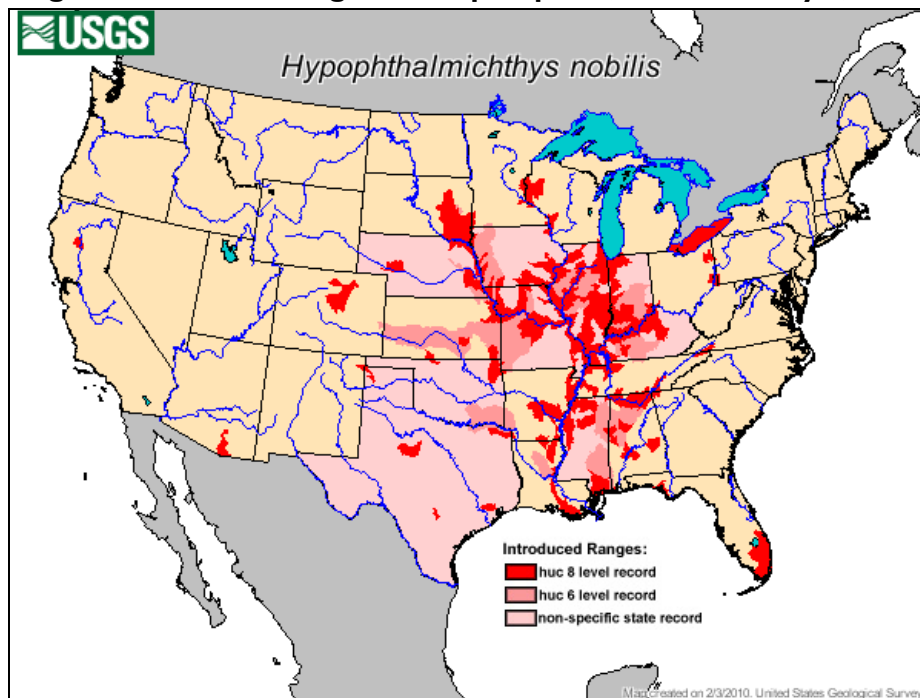 USGS
Hypophthalmichthys nobilis
Introduced Ranges:
huc 8 level record
huc 6 level record
non-specific state record
Map created on 2/3/2010. United States Geological Survey